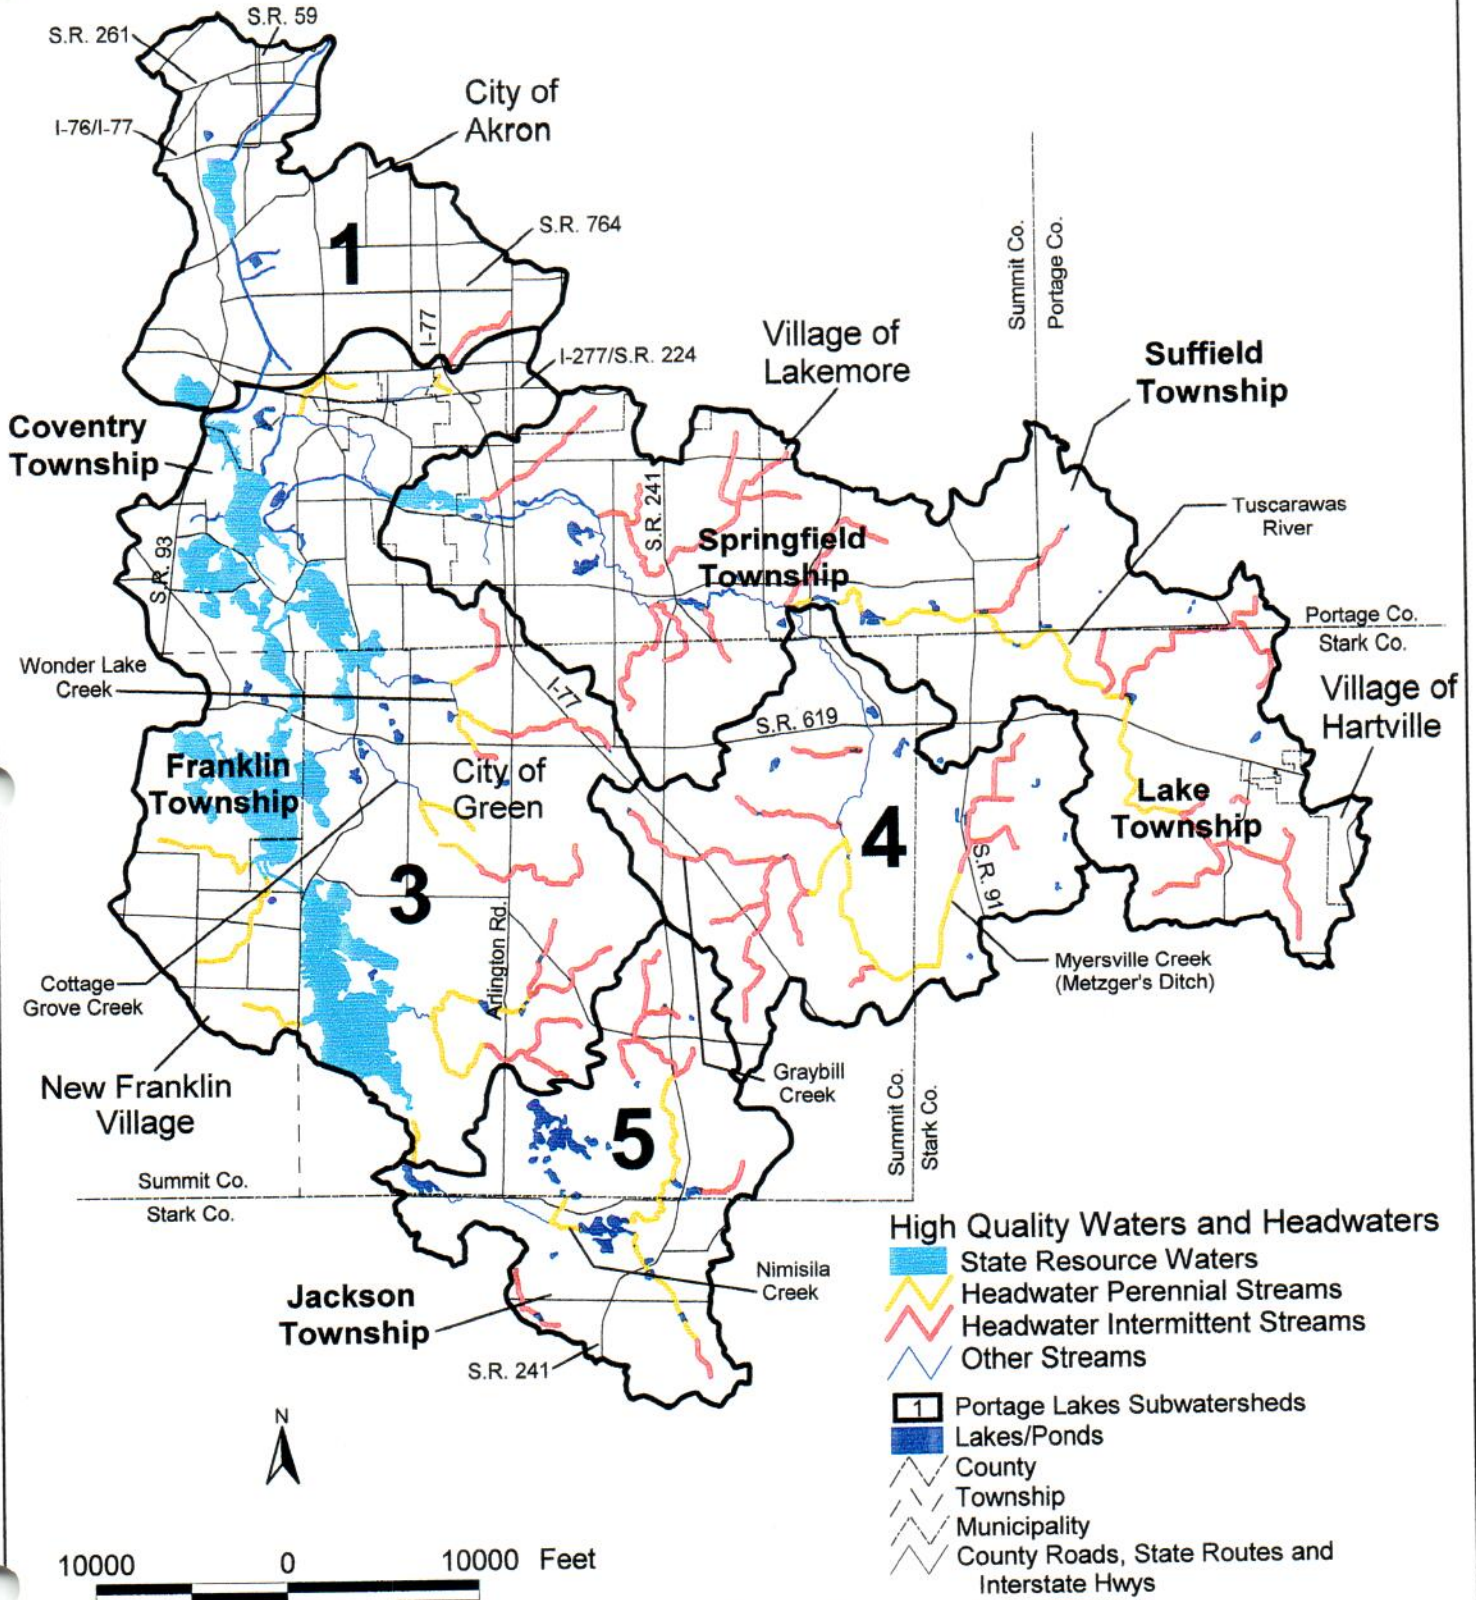 S.R. 59
S.R. 261
City of
Akron
I-76/I-77
1
S.R. 764
I-77
Summit Co.
Portage Co.
Village of
Lakemore
I-277/S.R. 224
Suffield
Township
Coventry
Township
S.R. 241
Tuscarawas
River
Springfield
Township
S.R. 93
Portage Co.
Stark Co.
Wonder Lake
Creek
I-77
S.R. 619
Village of
Hartville
Franklin
Township
City of
Green
Lake
Township
4
3
S.R. 91
Arlington Rd.
Myersville Creek
(Metzger's Ditch)
Cottage
Grove Creek
New Franklin
Village
Graybill
Creek
Summit Co.
Stark Co.
5
Summit Co.
Stark Co.
Nimisila
Creek
Jackson
Township
S.R. 241
High Quality Waters and Headwaters
State Resource Waters
Headwater Perennial Streams
Headwater Intermittent Streams
Other Streams
1 Portage Lakes Subwatersheds
Lakes/Ponds
County
Township
Municipality
County Roads, State Routes and
Interstate Hwys
N
10000 0 10000 Feet